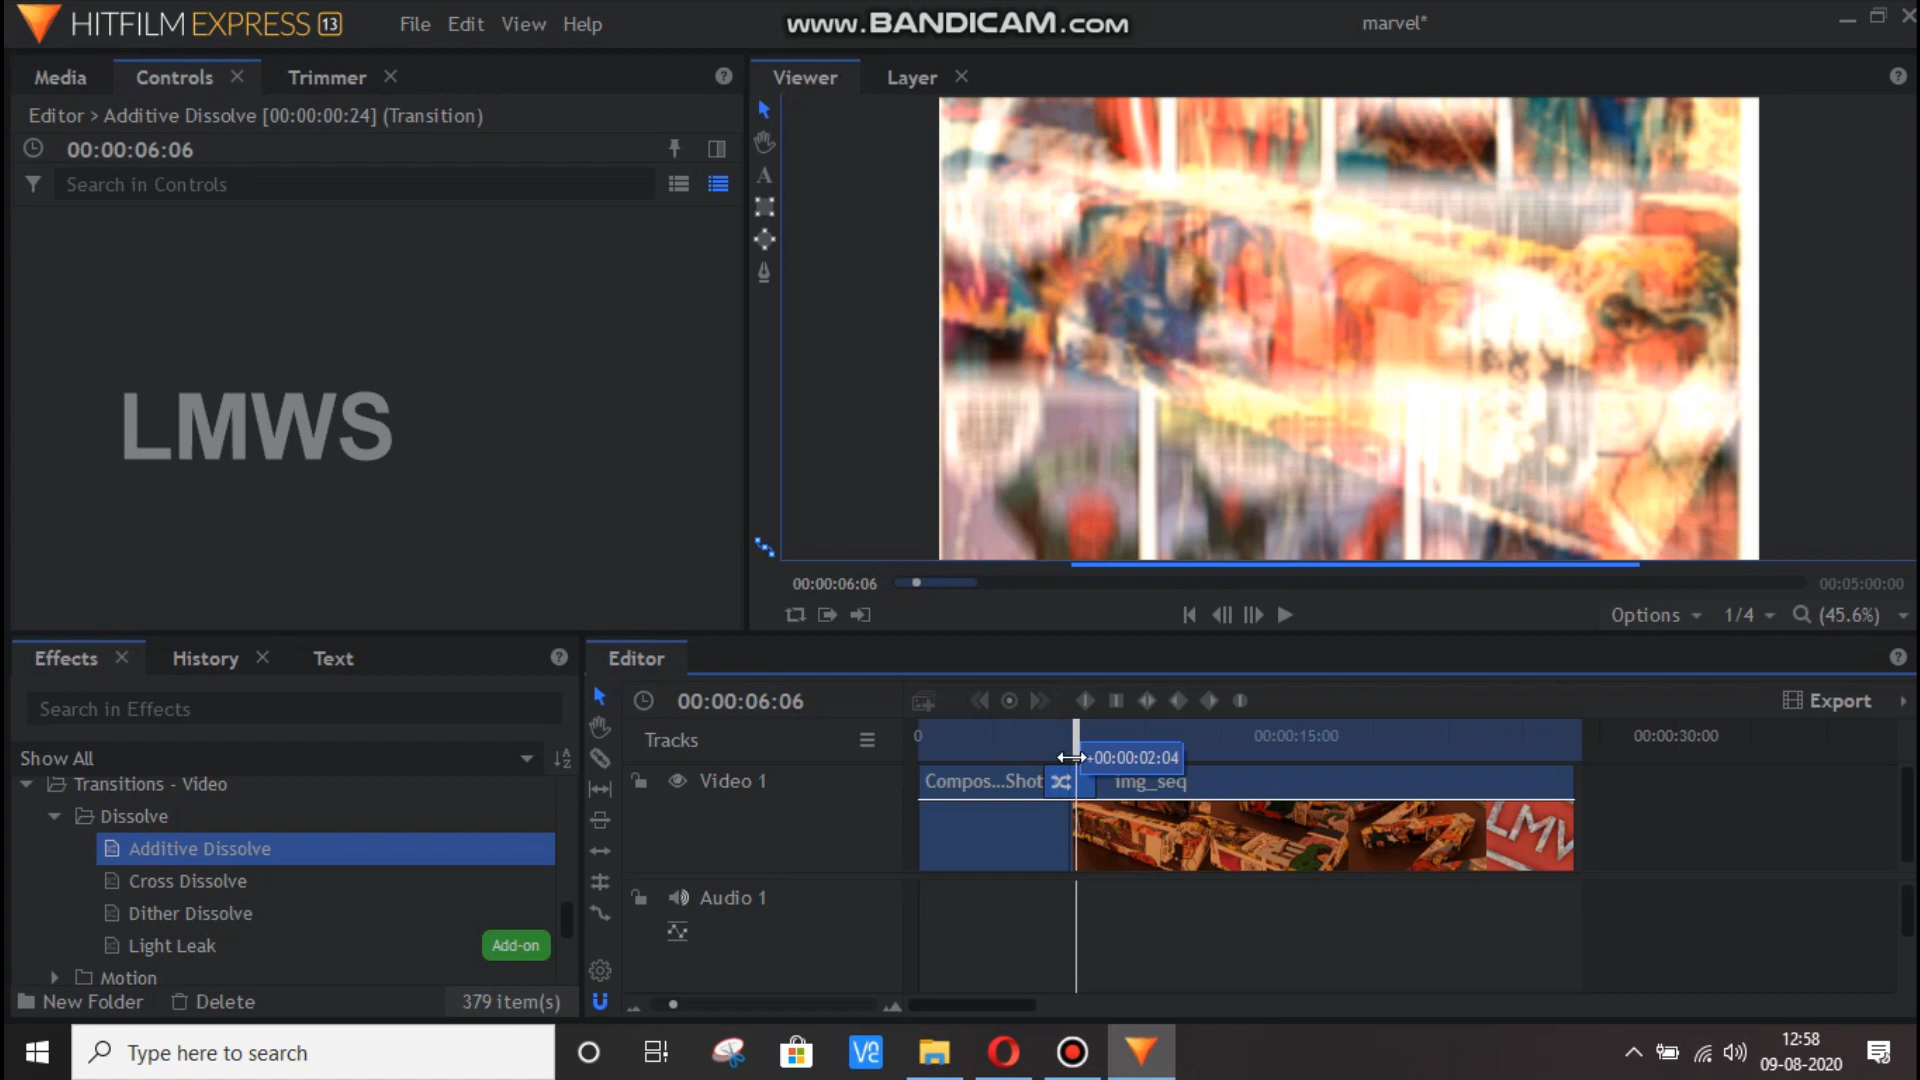 HITFILM EXPRESS 13 File Edit View Help www.BANDICAM.com marvel*
Media Controls Trimmer
Viewer Layer
Editor > Additive Dissolve [00:00:00:24] (Transition)
00:00:06:06
Search in Controls
LMWS
00:00:06:06 00:05:00:00
Options 1/4 (45.6%)
Effects History Text
Editor
Search in Effects
00:00:06:06 Export
Show All
Tracks 0 00:00:15:00 00:00:30:00
+00:00:02:04
Transitions - Video
Video 1 Compos...Shot img_seq
Dissolve
Additive Dissolve
LMV
Cross Dissolve
Audio 1
Dither Dissolve
Light Leak Add-on
Motion
New Folder Delete 379 item(s)
Type here to search
12:58
09-08-2020